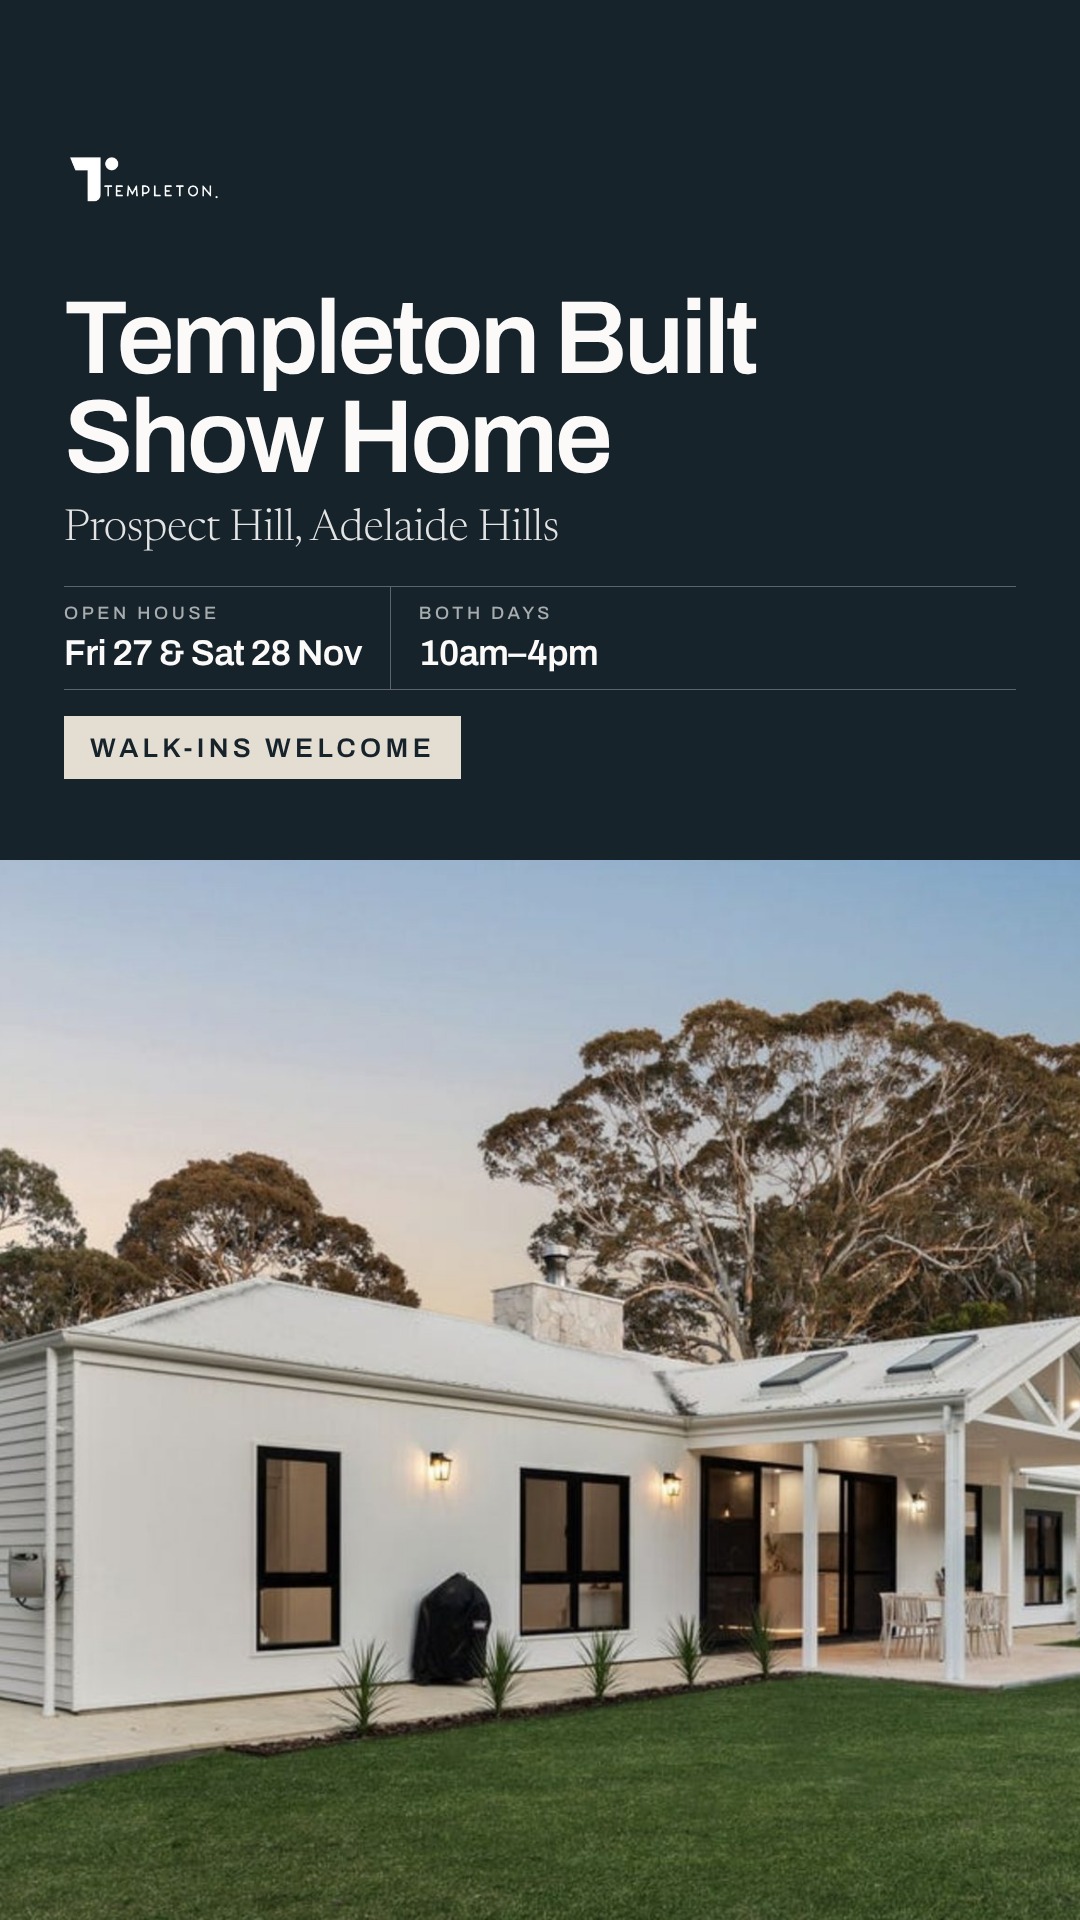 TEMPLETON.
Templeton Built
Show Home
Prospect Hill, Adelaide Hills
OPEN HOUSE
Fri 27 & Sat 28 Nov
BOTH DAYS
10am–4pm
WALK-INS WELCOME